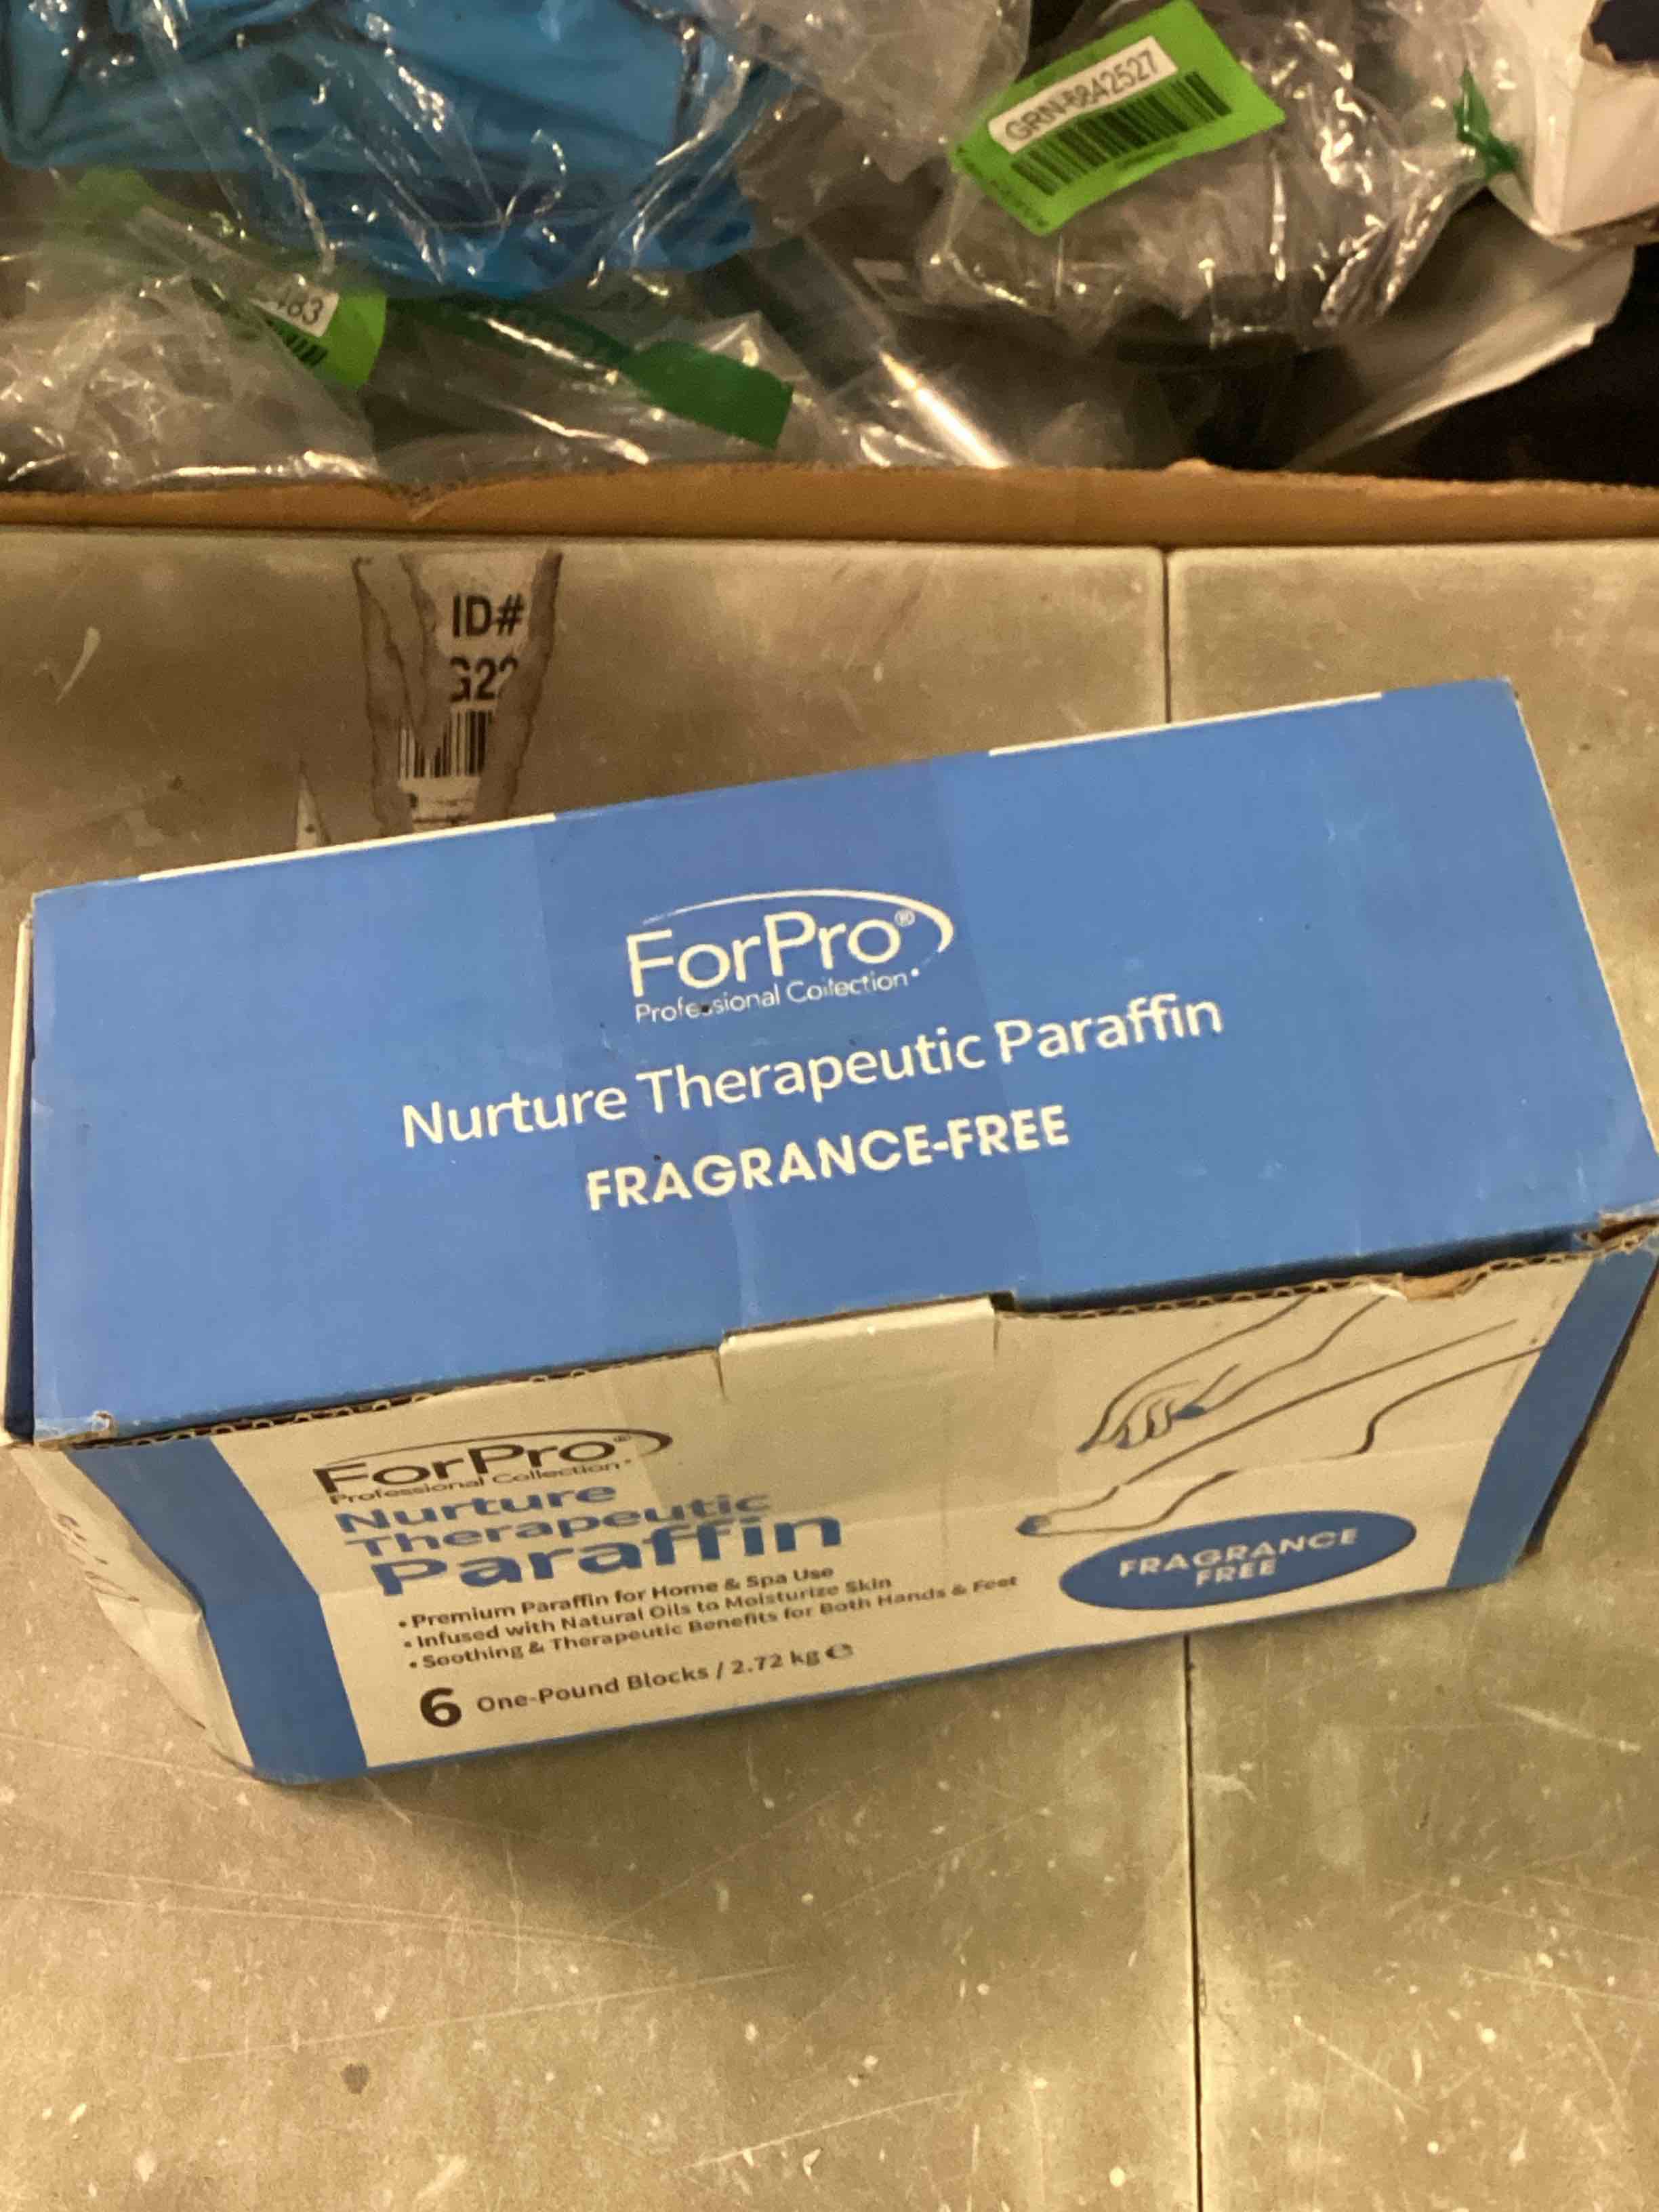 GRN-6842527
483
ID#
ForPro®
Professional Collection
Nurture Therapeutic Paraffin
FRAGRANCE-FREE
ForPro®
Professional Collection
Nurture
Therapeutic
Paraffin
• Premium Paraffin for Home & Spa Use
• Infused with Natural Oils to Moisturize Skin
• Soothing & Therapeutic Benefits for Both Hands & Feet
6 One-Pound Blocks / 2.72 kg ℮
FRAGRANCE
FREE